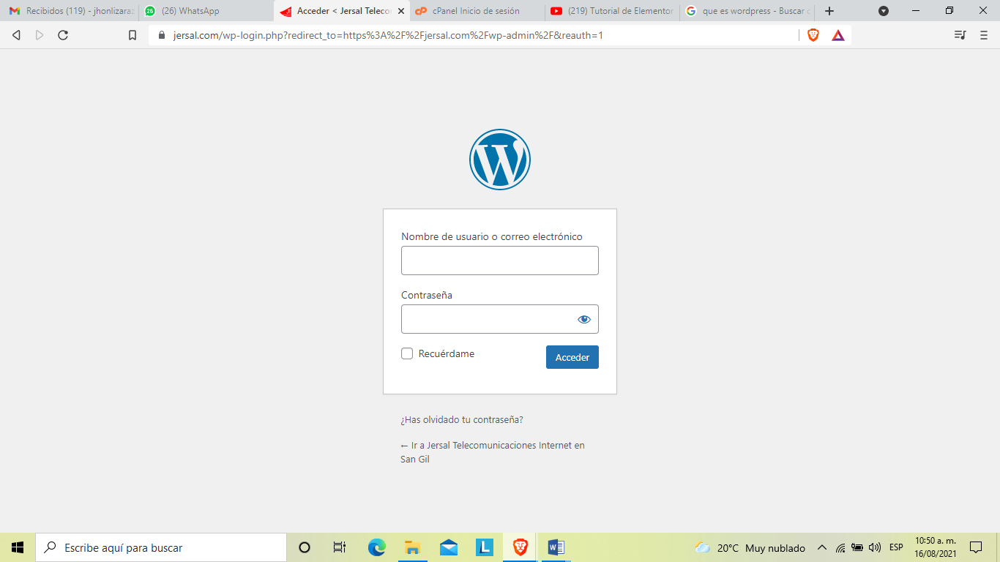 Recibidos (119) - jhonlizaraz
26 (26) WhatsApp
Acceder < Jersal Teleco
cP cPanel Inicio de sesión
(219) Tutorial de Elementor
G que es wordpress - Buscar c
jersal.com/wp-login.php?redirect_to=https%3A%2F%2Fjersal.com%2Fwp-admin%2F&reauth=1
W
Nombre de usuario o correo electrónico
Contraseña
Recuérdame
Acceder
¿Has olvidado tu contraseña?
← Ir a Jersal Telecomunicaciones Internet en
San Gil
Escribe aquí para buscar
L
W
20°C Muy nublado
ESP
10:50 a. m.
16/08/2021